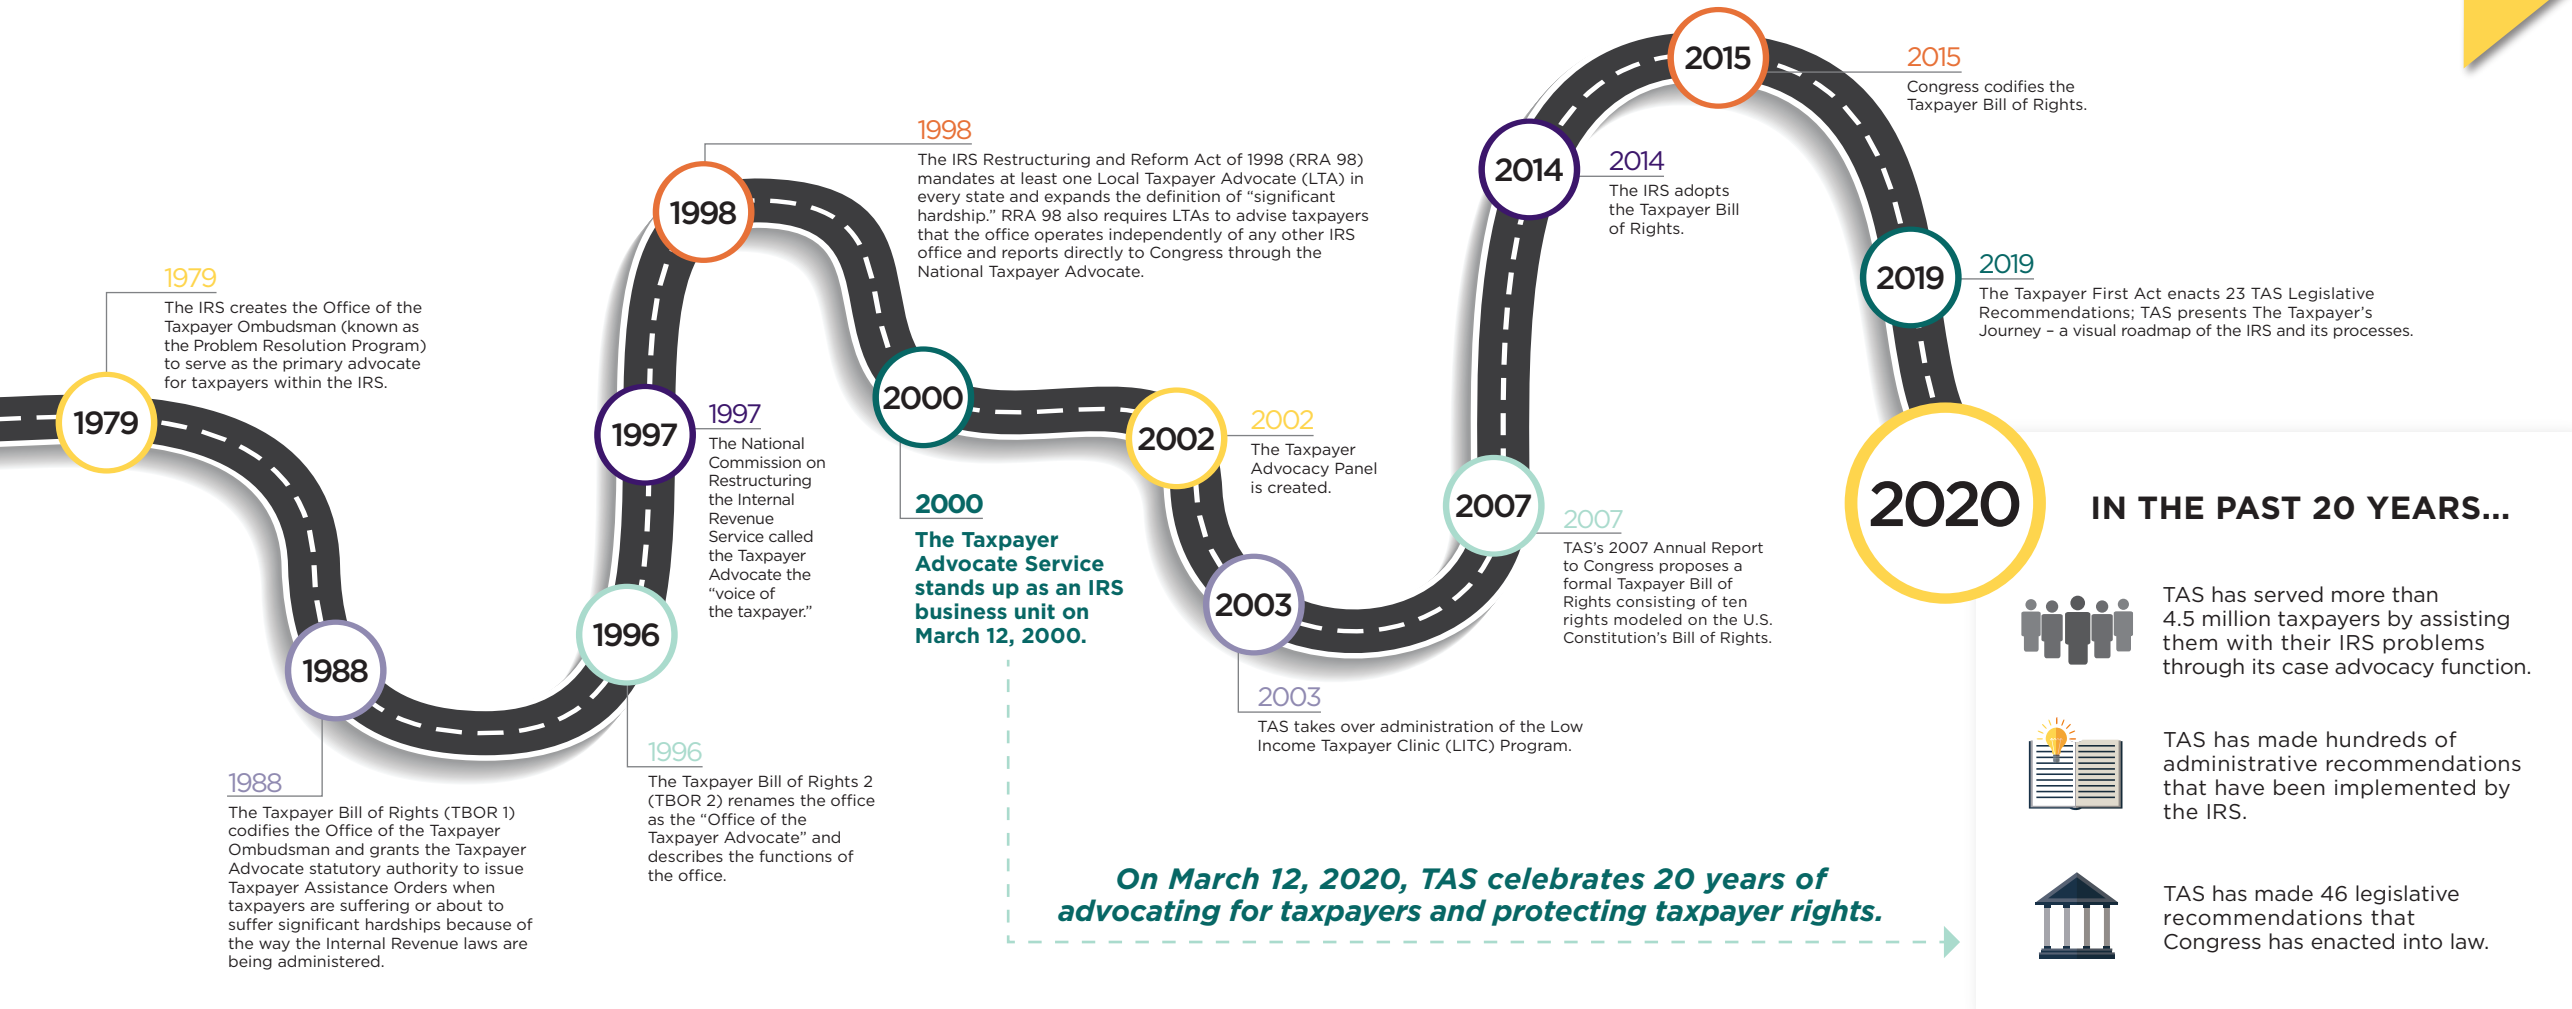 1979
1979
The IRS creates the Office of the
Taxpayer Ombudsman (known as
the Problem Resolution Program)
to serve as the primary advocate
for taxpayers within the IRS.
1988
1988
The Taxpayer Bill of Rights (TBOR 1)
codifies the Office of the Taxpayer
Ombudsman and grants the Taxpayer
Advocate statutory authority to issue
Taxpayer Assistance Orders when
taxpayers are suffering or about to
suffer significant hardships because of
the way the Internal Revenue laws are
being administered.
1996
1996
The Taxpayer Bill of Rights 2
(TBOR 2) renames the office
as the “Office of the
Taxpayer Advocate” and
describes the functions of
the office.
1997
1997
The National
Commission on
Restructuring
the Internal
Revenue
Service called
the Taxpayer
Advocate the
“voice of
the taxpayer.”
1998
1998
The IRS Restructuring and Reform Act of 1998 (RRA 98)
mandates at least one Local Taxpayer Advocate (LTA) in
every state and expands the definition of “significant
hardship.” RRA 98 also requires LTAs to advise taxpayers
that the office operates independently of any other IRS
office and reports directly to Congress through the
National Taxpayer Advocate.
2000
2000
The Taxpayer
Advocate Service
stands up as an IRS
business unit on
March 12, 2000.
2002
2002
The Taxpayer
Advocacy Panel
is created.
2003
2003
TAS takes over administration of the Low
Income Taxpayer Clinic (LITC) Program.
2007
2007
TAS’s 2007 Annual Report
to Congress proposes a
formal Taxpayer Bill of
Rights consisting of ten
rights modeled on the U.S.
Constitution’s Bill of Rights.
2014
2014
The IRS adopts
the Taxpayer Bill
of Rights.
2015
2015
Congress codifies the
Taxpayer Bill of Rights.
2019
2019
The Taxpayer First Act enacts 23 TAS Legislative
Recommendations; TAS presents The Taxpayer’s
Journey – a visual roadmap of the IRS and its processes.
On March 12, 2020, TAS celebrates 20 years of
advocating for taxpayers and protecting taxpayer rights.
2020
IN THE PAST 20 YEARS...
TAS has served more than
4.5 million taxpayers by assisting
them with their IRS problems
through its case advocacy function.
TAS has made hundreds of
administrative recommendations
that have been implemented by
the IRS.
TAS has made 46 legislative
recommendations that
Congress has enacted into law.